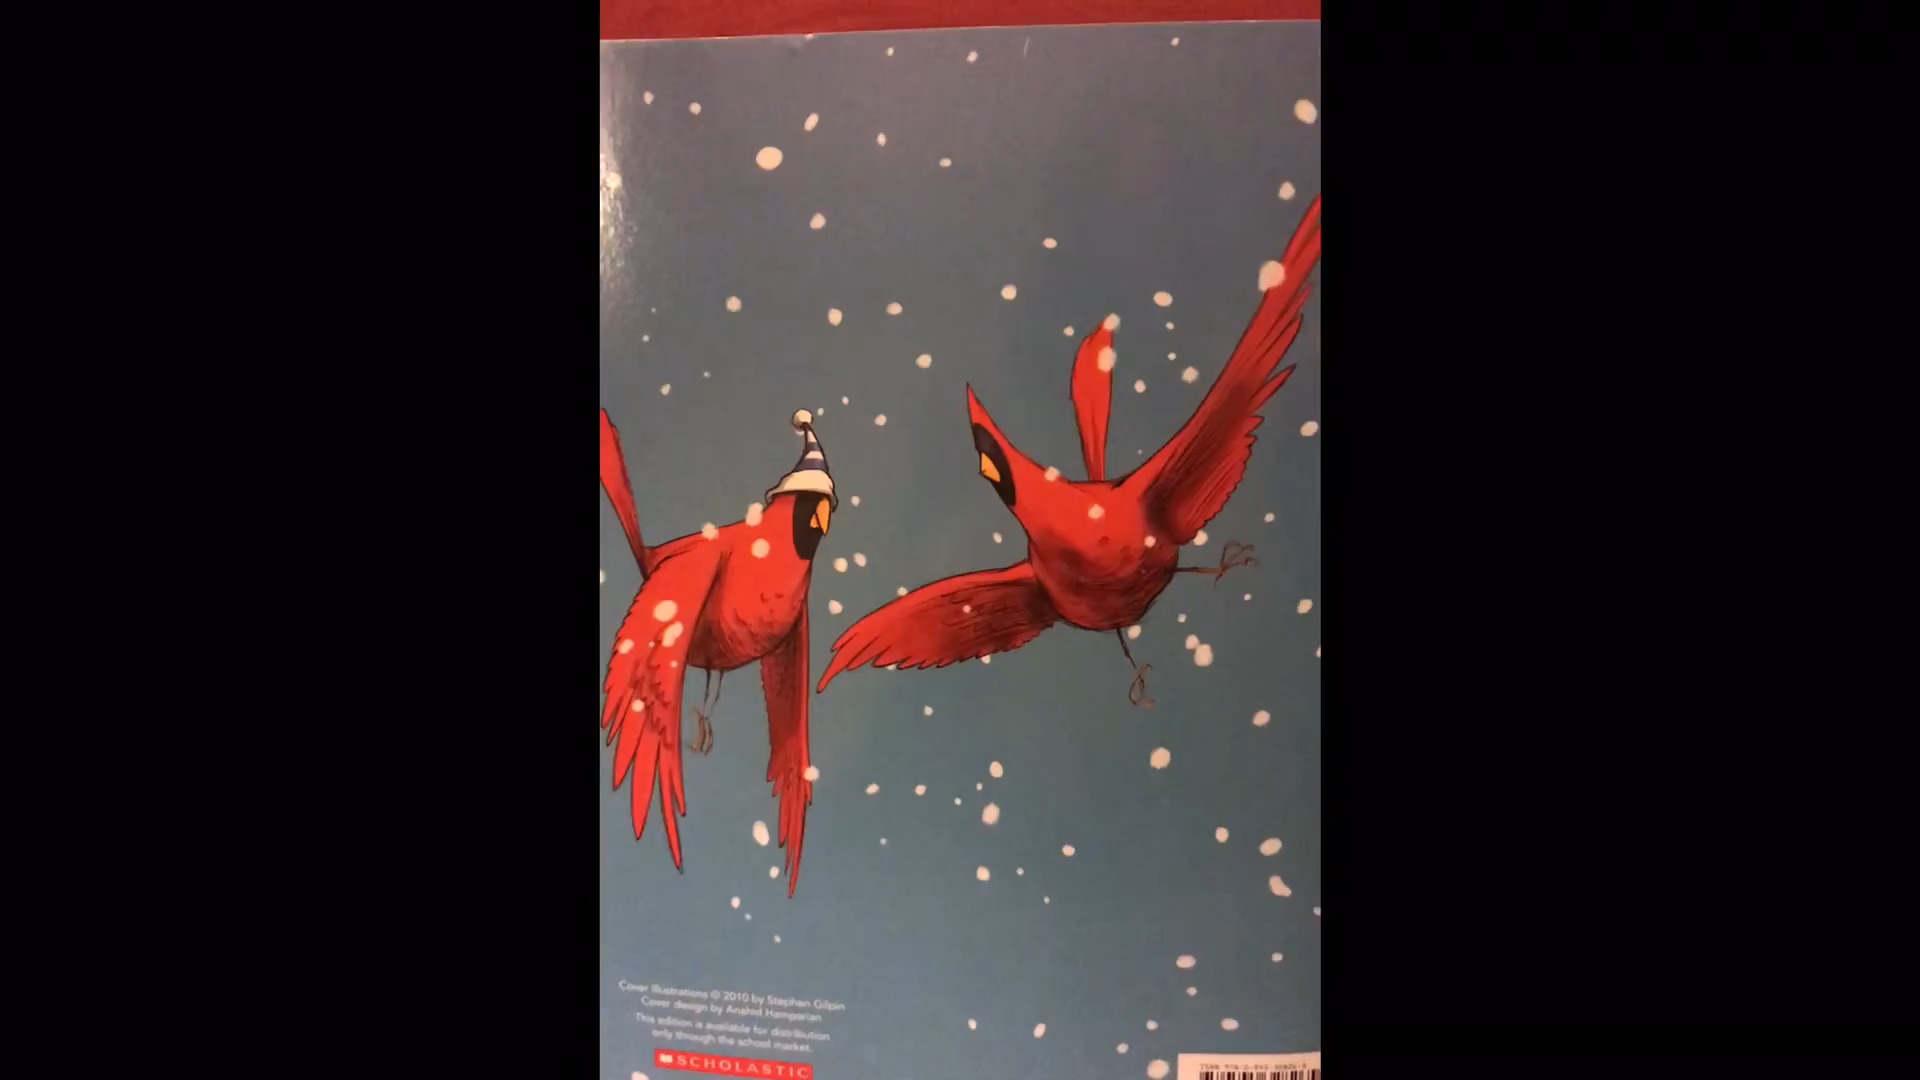 Cover illustrations © 2010 by Stephen Gilpin
Cover design by Anahid Hamparian
This edition is available for distribution
only through the school market.
SCHOLASTIC